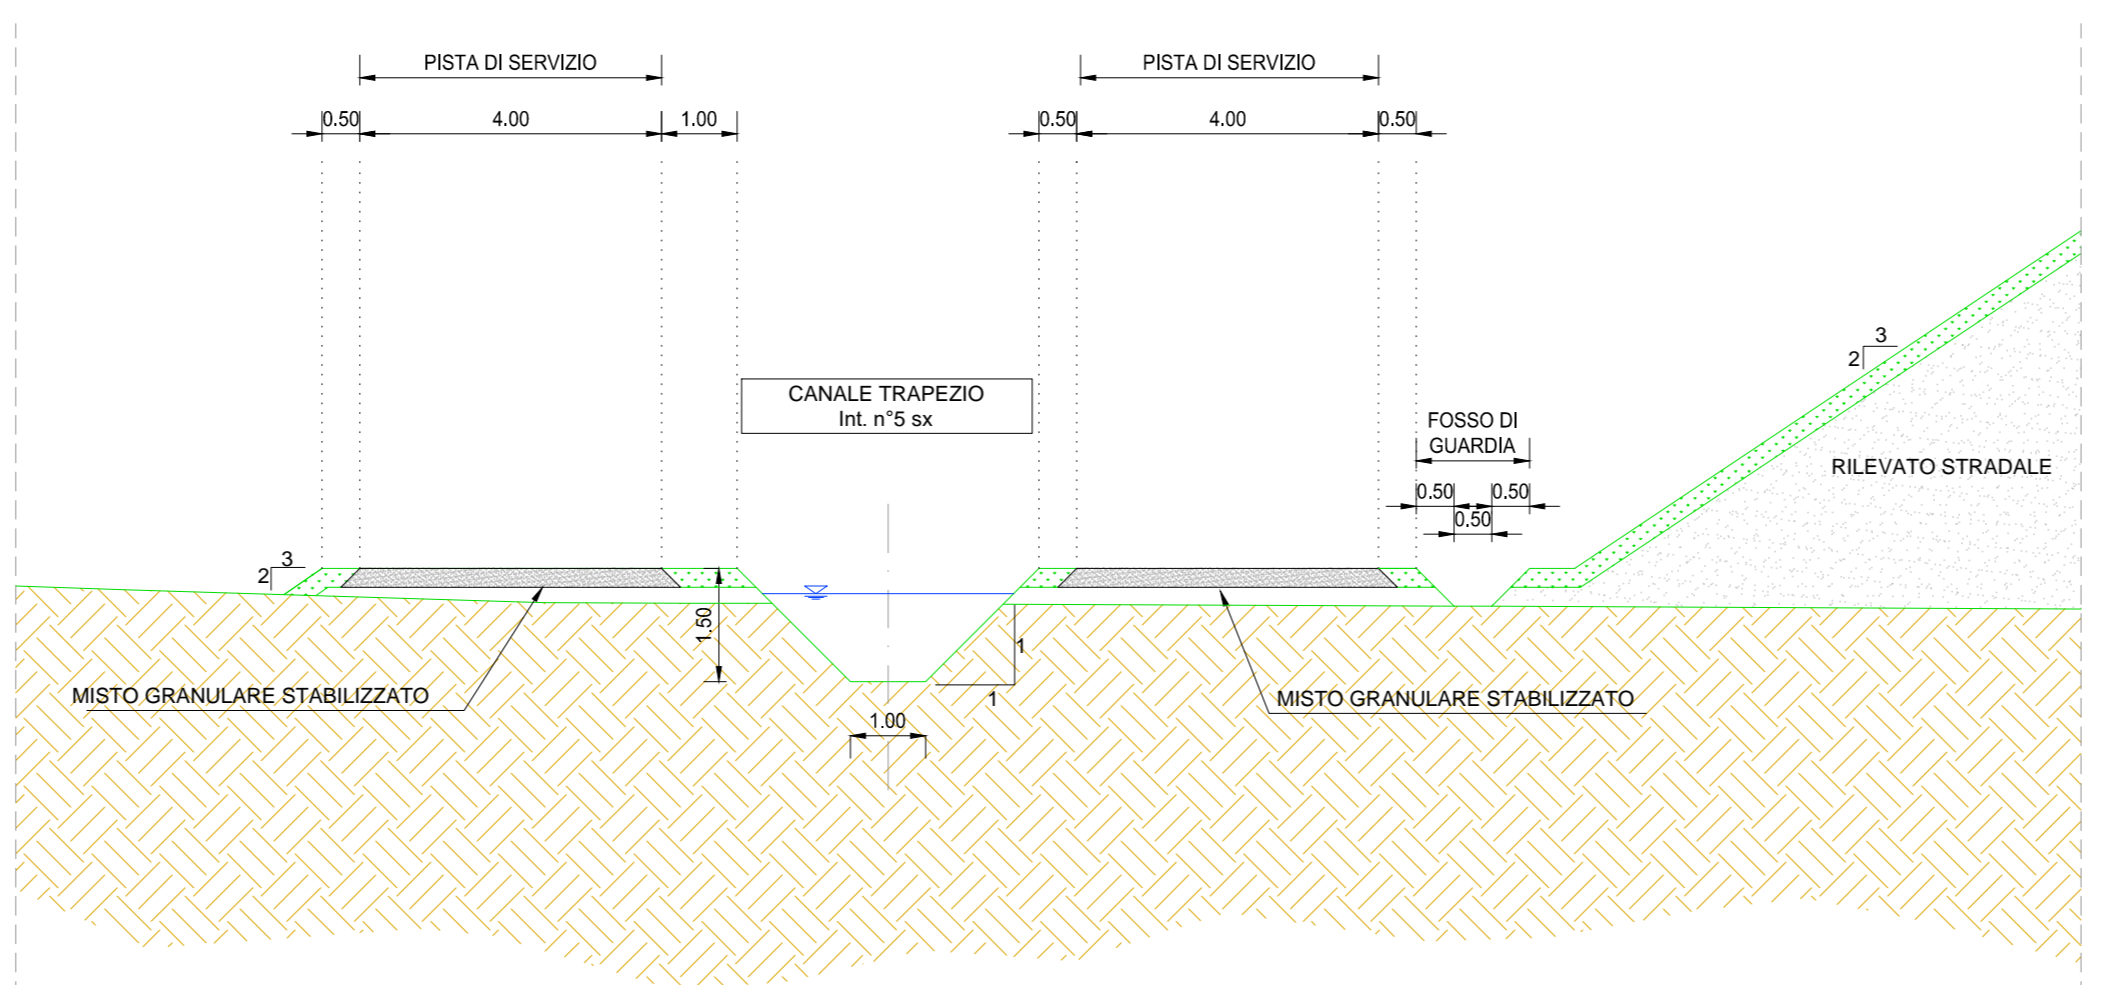 PISTA DI SERVIZIO
PISTA DI SERVIZIO
0.50
4.00
1.00
0.50
4.00
0.50
3
2
CANALE TRAPEZIO
Int. n°5 sx
FOSSO DI
GUARDIA
RILEVATO STRADALE
0.50
0.50
0.50
3
2
1.50
1
1
MISTO GRANULARE STABILIZZATO
MISTO GRANULARE STABILIZZATO
1.00